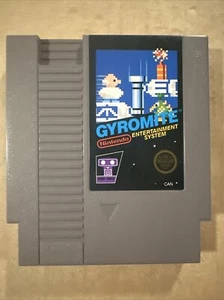 GYROMITE
Nintendo
ENTERTAINMENT
SYSTEM
CAN